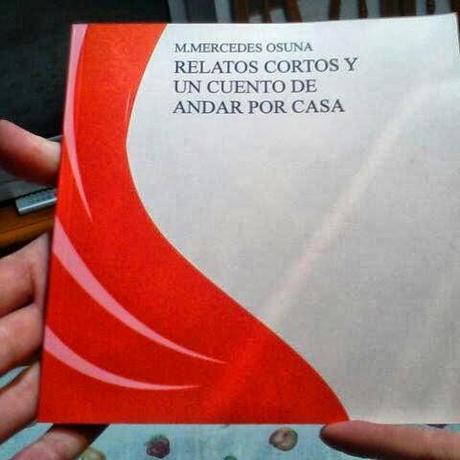 M.MERCEDES OSUNA
RELATOS CORTOS Y
UN CUENTO DE
ANDAR POR CASA